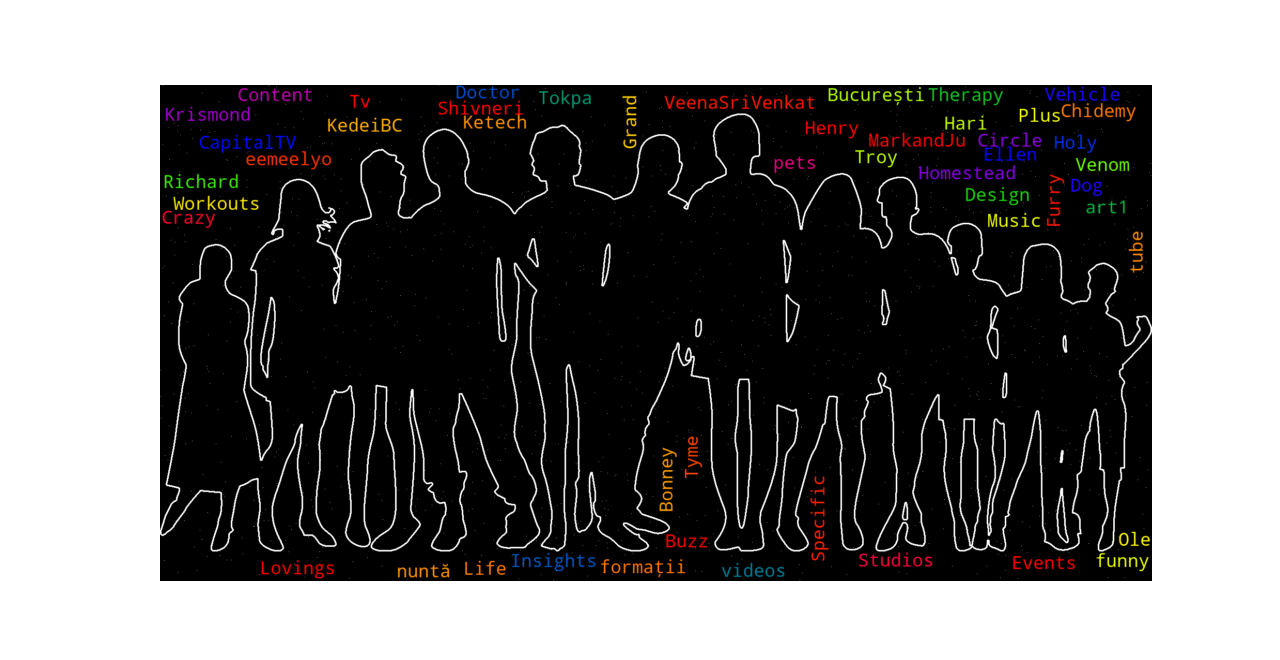 Content
Krismond
Tv
Doctor
Shivneri
Tokpa
Grand
VeenaSriVenkat
București
Therapy
Vehicle
KedeiBC
Ketech
Henry
Hari
Plus
Chidemy
CapitalTV
eemeelyo
MarkandJu
Circle
Holy
Troy
Ellen
pets
Venom
Richard
Homestead
Dog
Workouts
Design
Furry
art1
Crazy
Music
tube
Bonney
Tyme
Specific
Buzz
Ole
Lovings
nuntă
Life
Insights
formații
videos
Studios
Events
funny